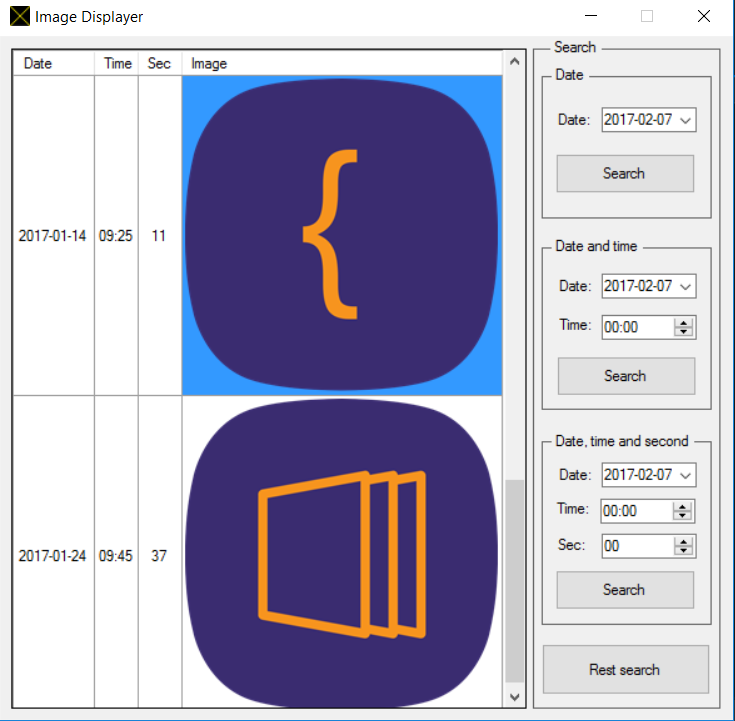 Image Displayer
Date Time Sec Image
2017-01-14 09:25 11
{
2017-01-24 09:45 37
Search
Date
Date: 2017-02-07
Search
Date and time
Date: 2017-02-07
Time: 00:00
Search
Date, time and second
Date: 2017-02-07
Time: 00:00
Sec: 00
Search
Rest search